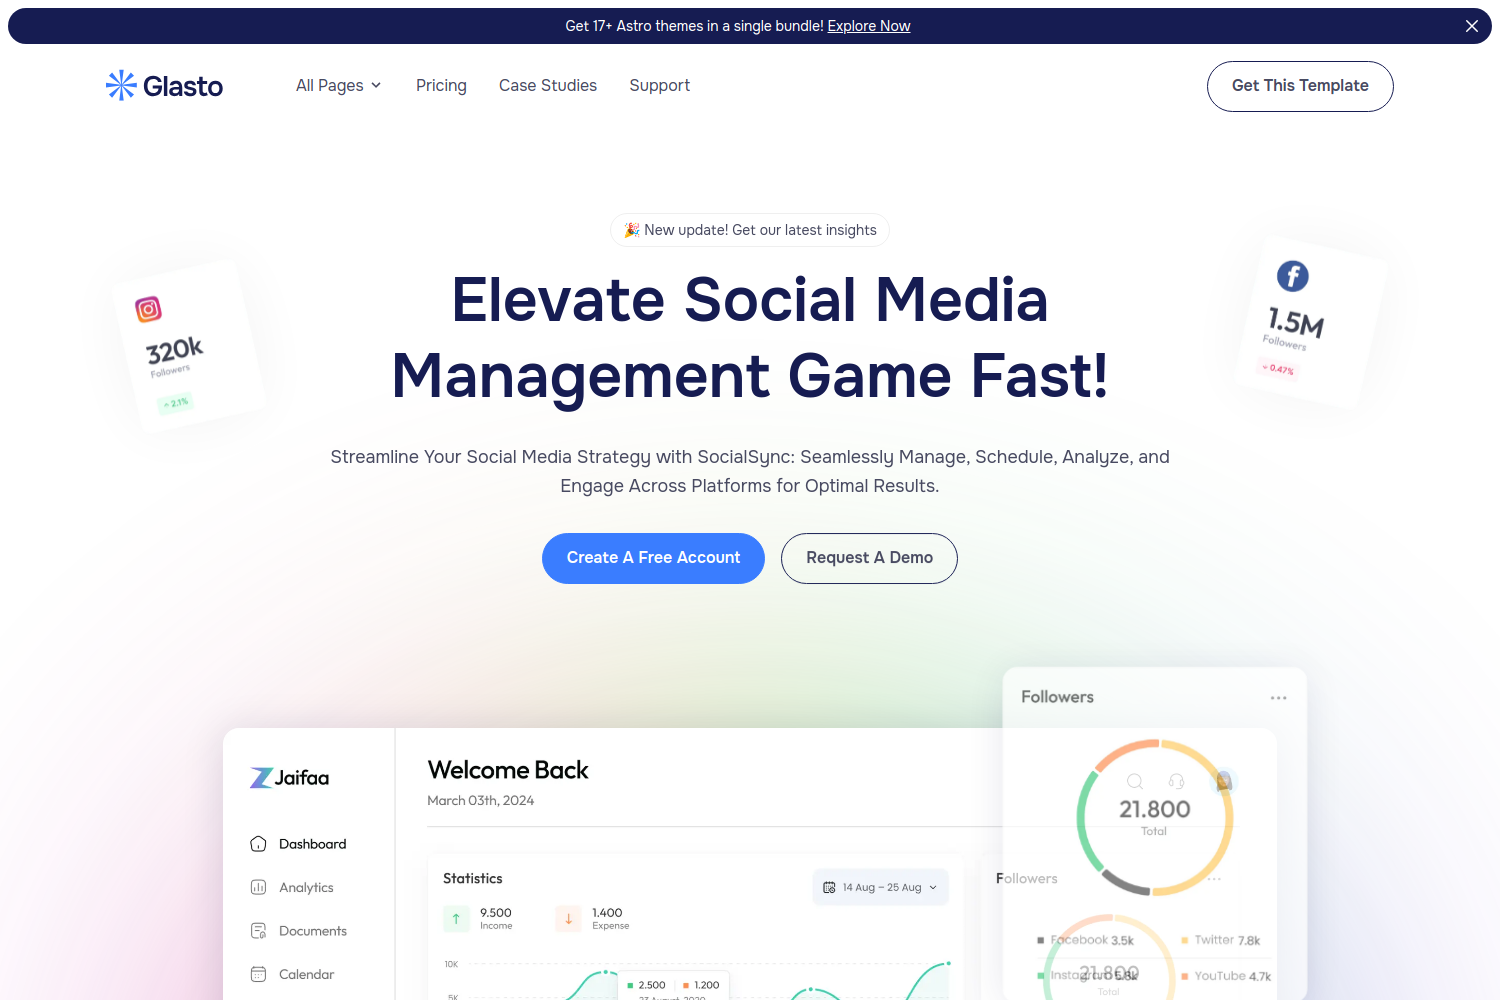 Get 17+ Astro themes in a single bundle! Explore Now
Glasto
All Pages
Pricing
Case Studies
Support
Get This Template
🎉 New update! Get our latest insights
Elevate Social Media
Management Game Fast!
Streamline Your Social Media Strategy with SocialSync: Seamlessly Manage, Schedule, Analyze, and
Engage Across Platforms for Optimal Results.
Create A Free Account
Request A Demo
320k
Followers
2.1%
1.5M
Followers
0.47%
Jaifaa
Dashboard
Analytics
Documents
Calendar
Welcome Back
March 03th, 2024
Statistics
14 Aug – 25 Aug
9.500
Income
1.400
Expense
10K
5K
2.500
1.200
23 August, 2020
Followers
21.800
Total
Followers
Facebook 3.5k
Twitter 7.8k
Instagram 5.8k
YouTube 4.7k
21.800
Total